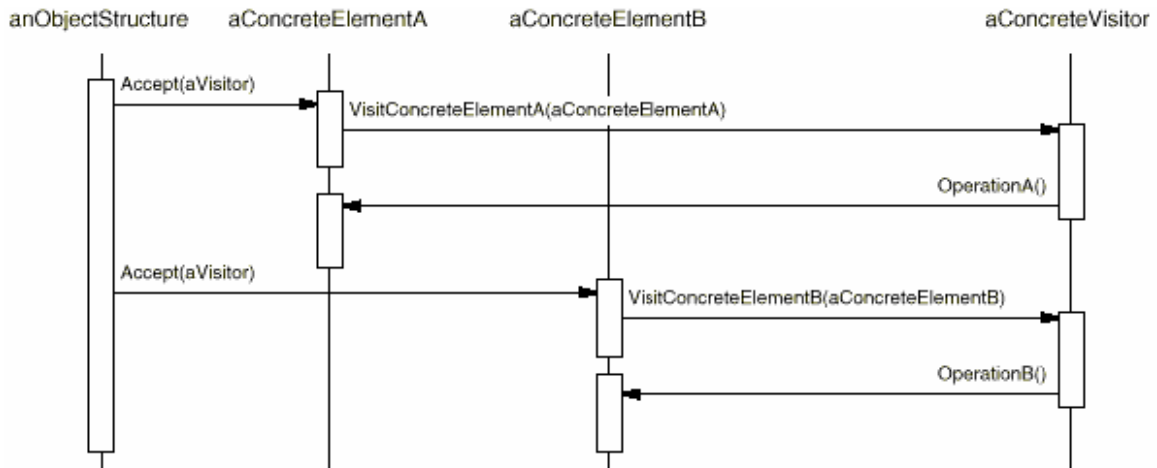 anObjectStructure aConcreteElementA aConcreteElementB aConcreteVisitor
Accept(aVisitor)
VisitConcreteElementA(aConcreteElementA)
OperationA()
Accept(aVisitor)
VisitConcreteElementB(aConcreteElementB)
OperationB()